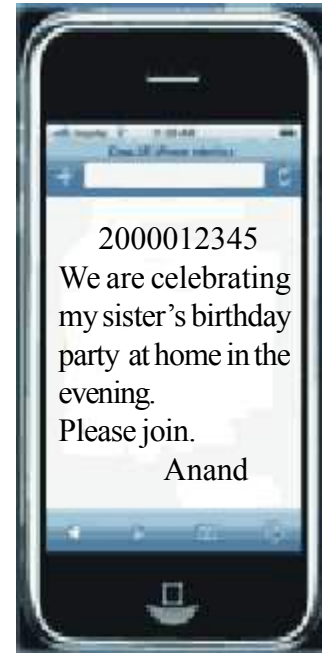 2000012345
We are celebrating
my sister's birthday
party at home in the
evening.
Please join.
Anand